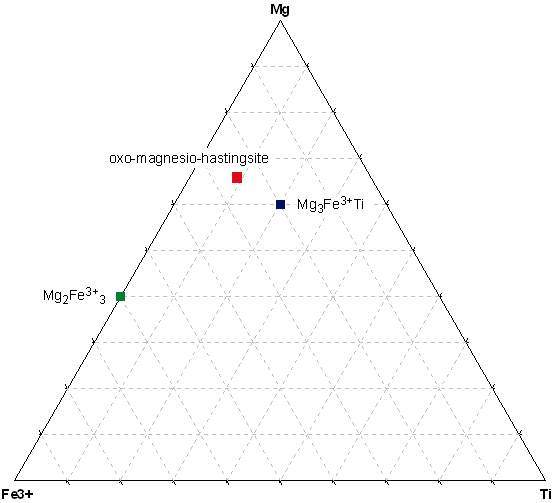 Mg
oxo-magnesio-hastingsite
Mg₃Fe³⁺Ti
Mg₂Fe³⁺₃
Fe3+
Ti